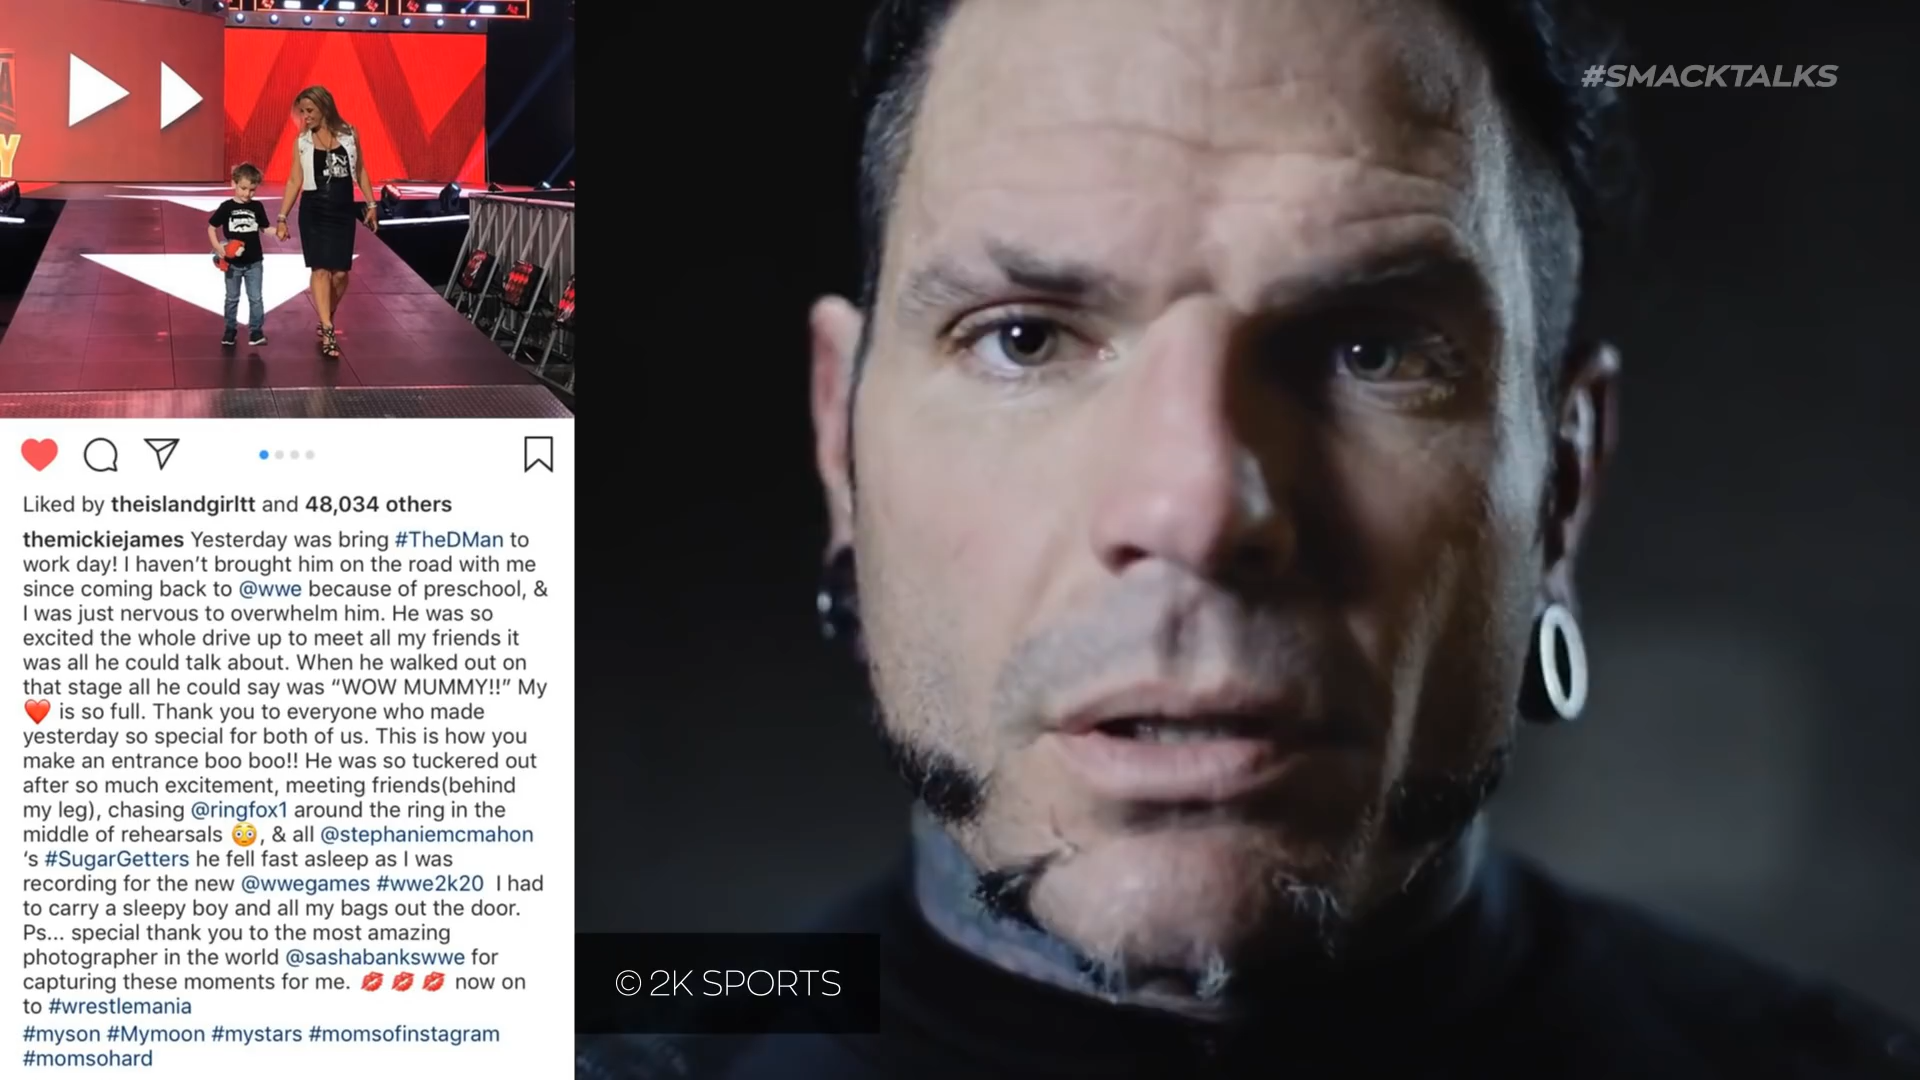 #SMACKTALKS
A
Y
Liked by theislandgirltt and 48,034 others
themickiejames Yesterday was bring #TheDMan to
work day! I haven’t brought him on the road with me
since coming back to @wwe because of preschool, &
I was just nervous to overwhelm him. He was so
excited the whole drive up to meet all my friends it
was all he could talk about. When he walked out on
that stage all he could say was “WOW MUMMY!!” My
❤️ is so full. Thank you to everyone who made
yesterday so special for both of us. This is how you
make an entrance boo boo!! He was so tuckered out
after so much excitement, meeting friends(behind
my leg), chasing @ringfox1 around the ring in the
middle of rehearsals 😳, & all @stephaniemcmahon
‘s #SugarGetters he fell fast asleep as I was
recording for the new @wwegames #wwe2k20 I had
to carry a sleepy boy and all my bags out the door.
Ps... special thank you to the most amazing
photographer in the world @sashabankswwe for
capturing these moments for me. 💋 💋 💋 now on
to #wrestlemania
#myson #Mymoon #mystars #momsofinstagram
#momsohard
© 2K SPORTS